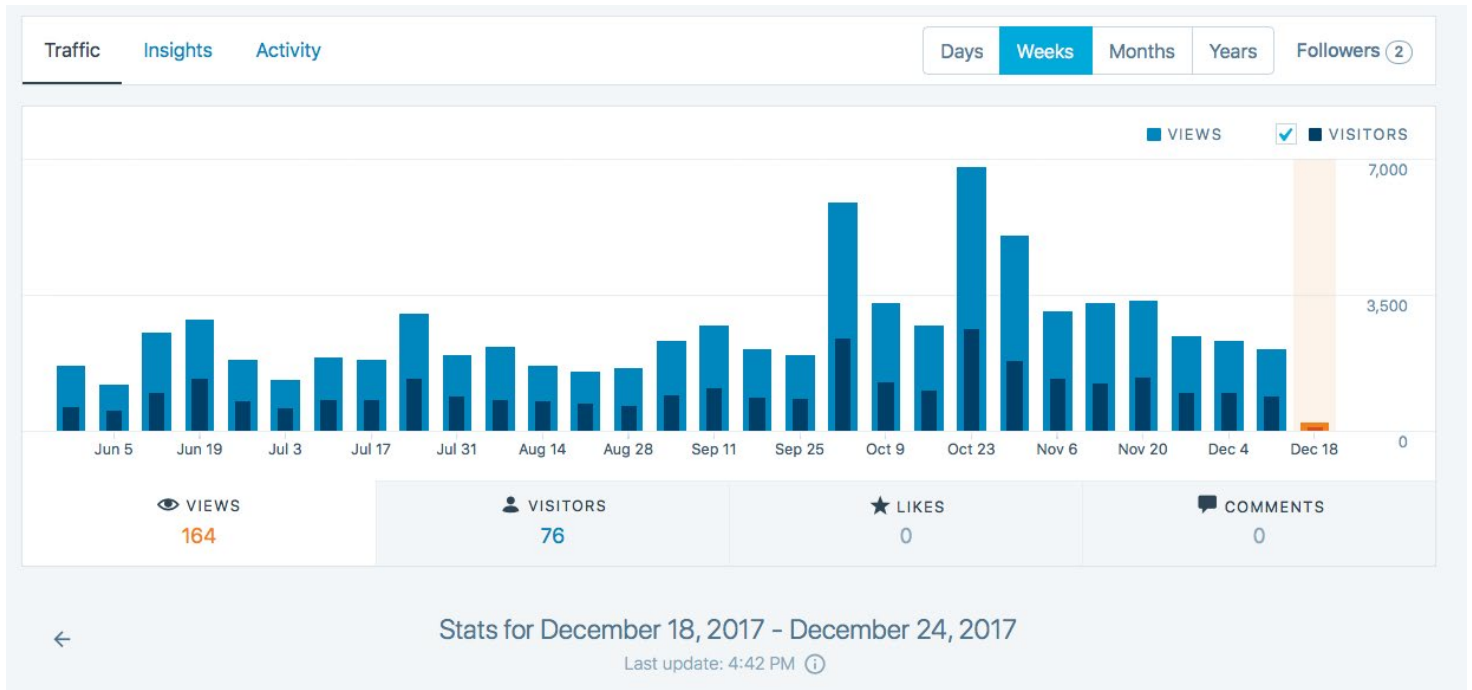 Traffic Insights Activity Days Weeks Months Years Followers 2
VIEWS VISITORS
7,000
3,500
0
Jun 5 Jun 19 Jul 3 Jul 17 Jul 31 Aug 14 Aug 28 Sep 11 Sep 25 Oct 9 Oct 23 Nov 6 Nov 20 Dec 4 Dec 18
VIEWS VISITORS LIKES COMMENTS
164 76 0 0
Stats for December 18, 2017 - December 24, 2017
Last update: 4:42 PM